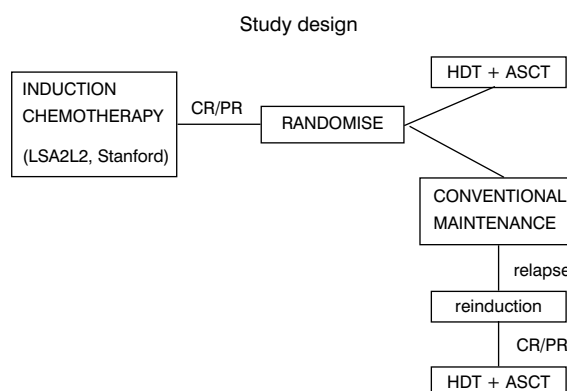 Study design
INDUCTION
CHEMOTHERAPY
(LSA2L2, Stanford)
CR/PR
RANDOMISE
HDT + ASCT
CONVENTIONAL
MAINTENANCE
relapse
reinduction
CR/PR
HDT + ASCT